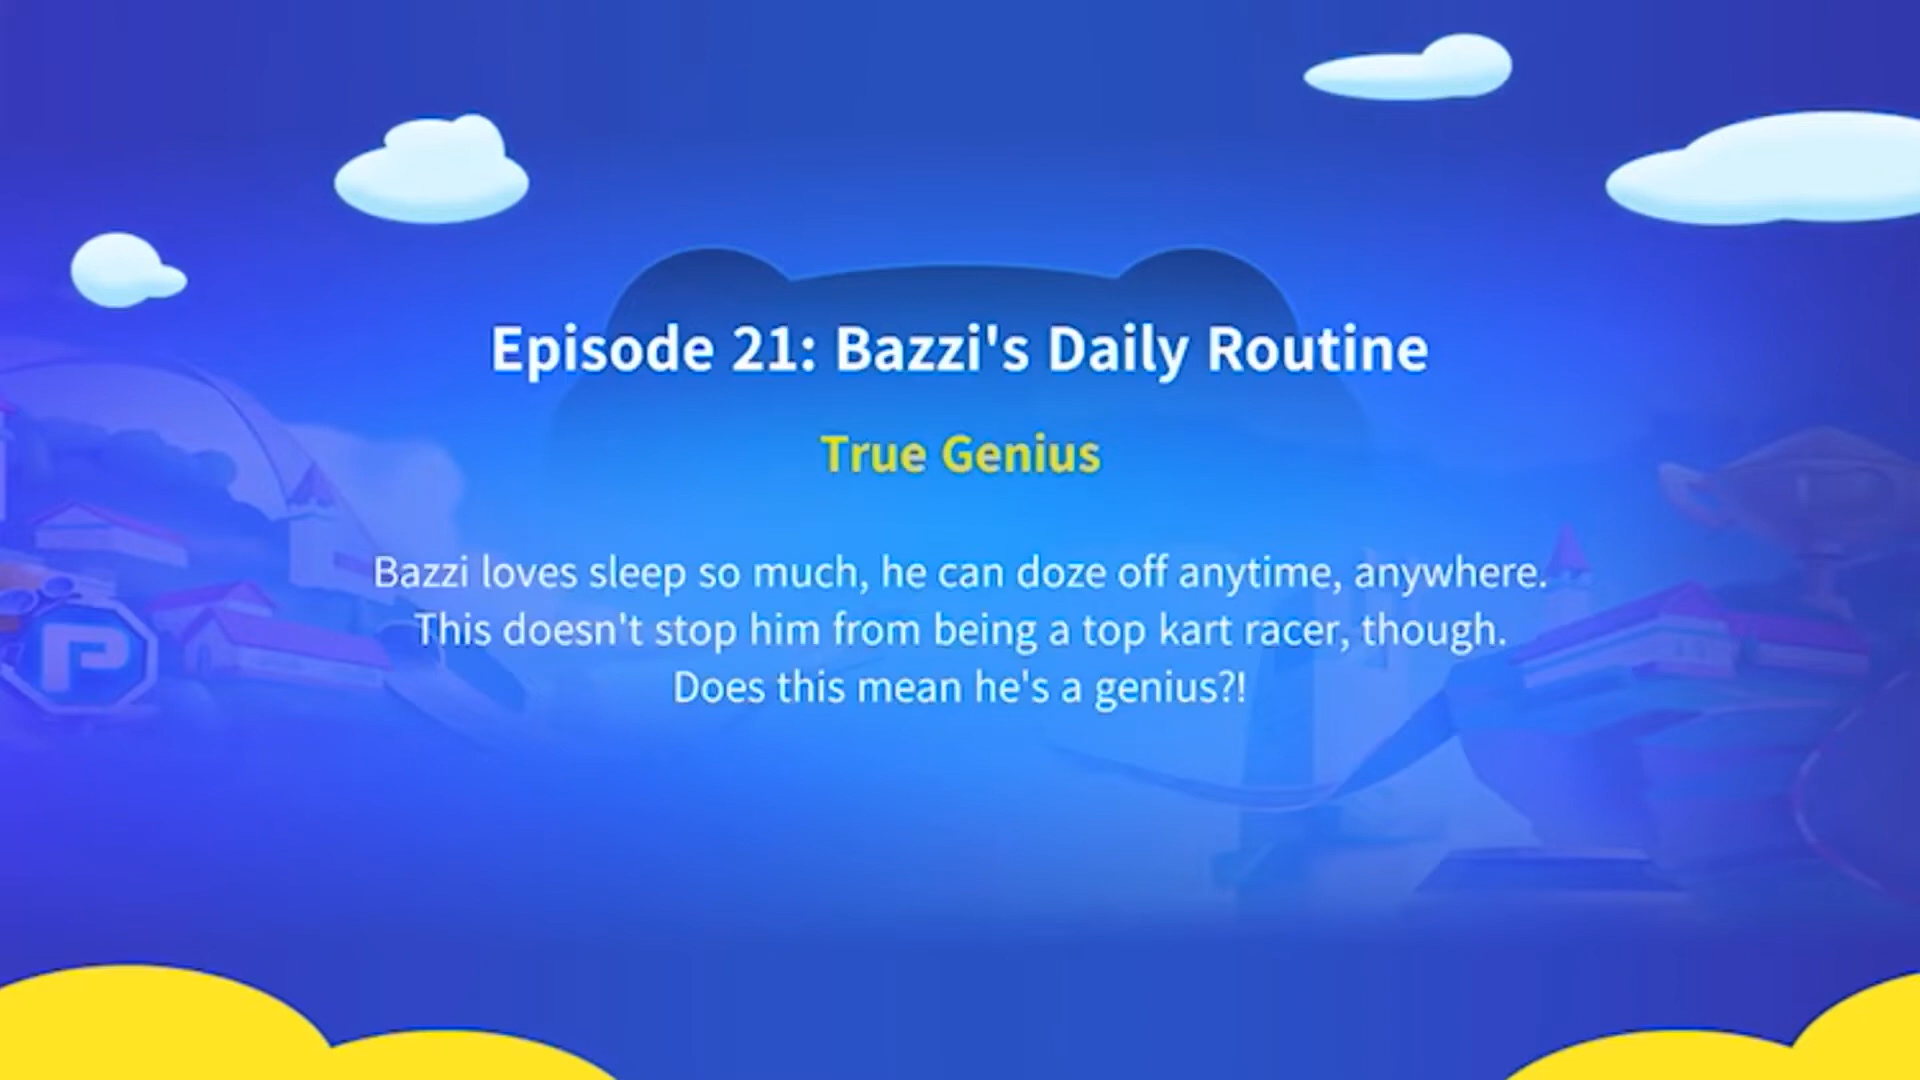 Episode 21: Bazzi's Daily Routine
True Genius
Bazzi loves sleep so much, he can doze off anytime, anywhere.
This doesn't stop him from being a top kart racer, though.
Does this mean he's a genius?!
P